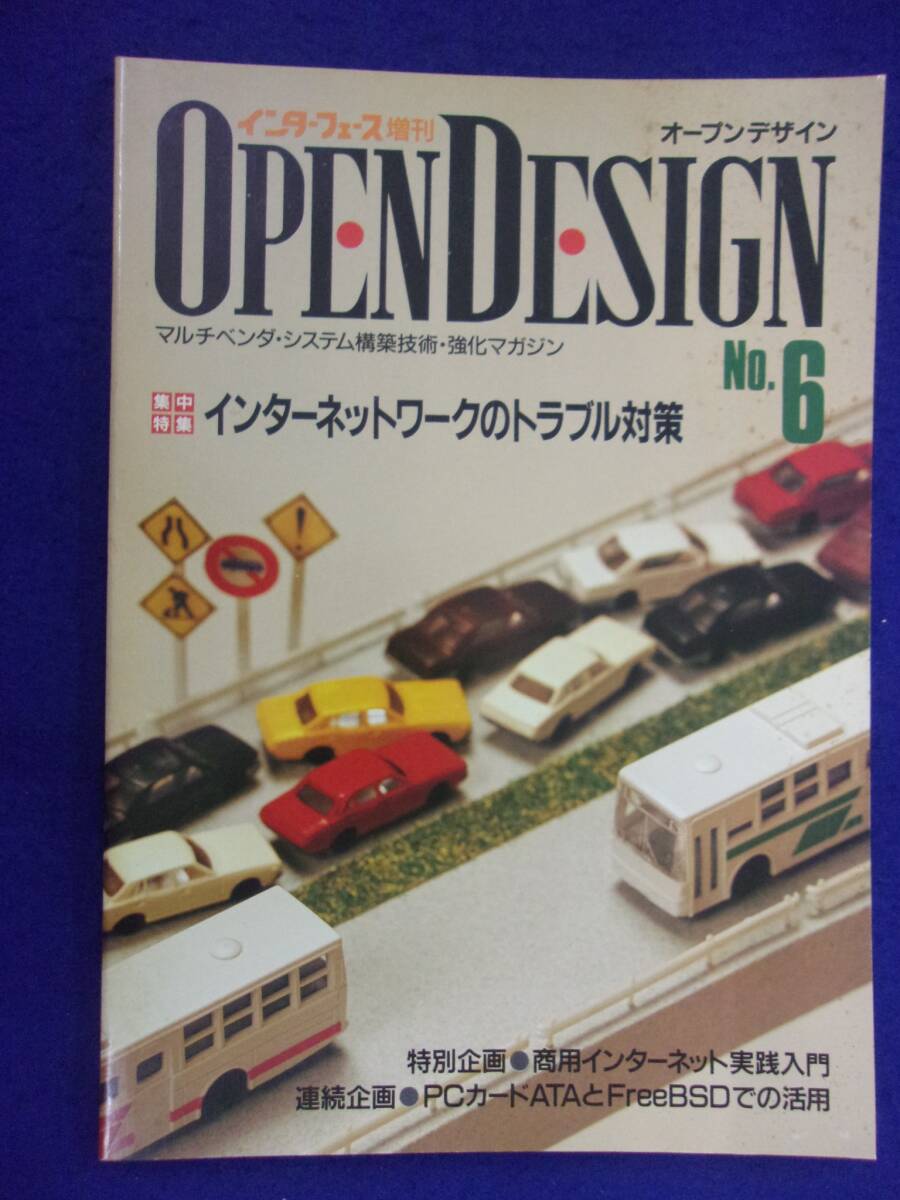 インターフェース増刊
オープンデザイン
OPENDESIGN
マルチベンダ・システム構築技術・強化マガジン
No.6
集中特集
インターネットワークのトラブル対策
特別企画●商用インターネット実践入門
連続企画●PCカードATAとFreeBSDでの活用